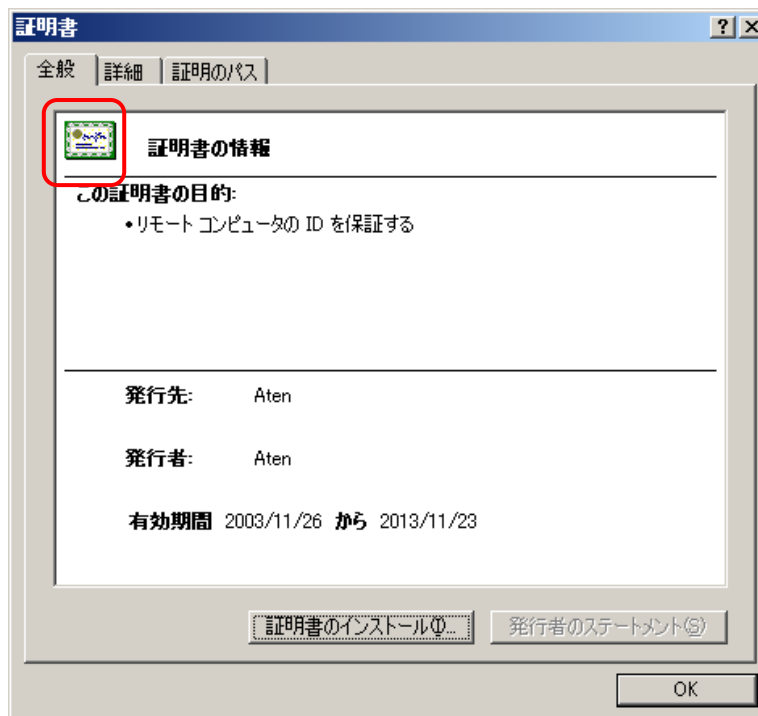 証明書
全般 詳細 証明のパス
証明書の情報
この証明書の目的:
•リモート コンピュータの ID を保証する
発行先: Aten
発行者: Aten
有効期間 2003/11/26 から 2013/11/23
証明書のインストール(I)... 発行者のステートメント(S)
OK